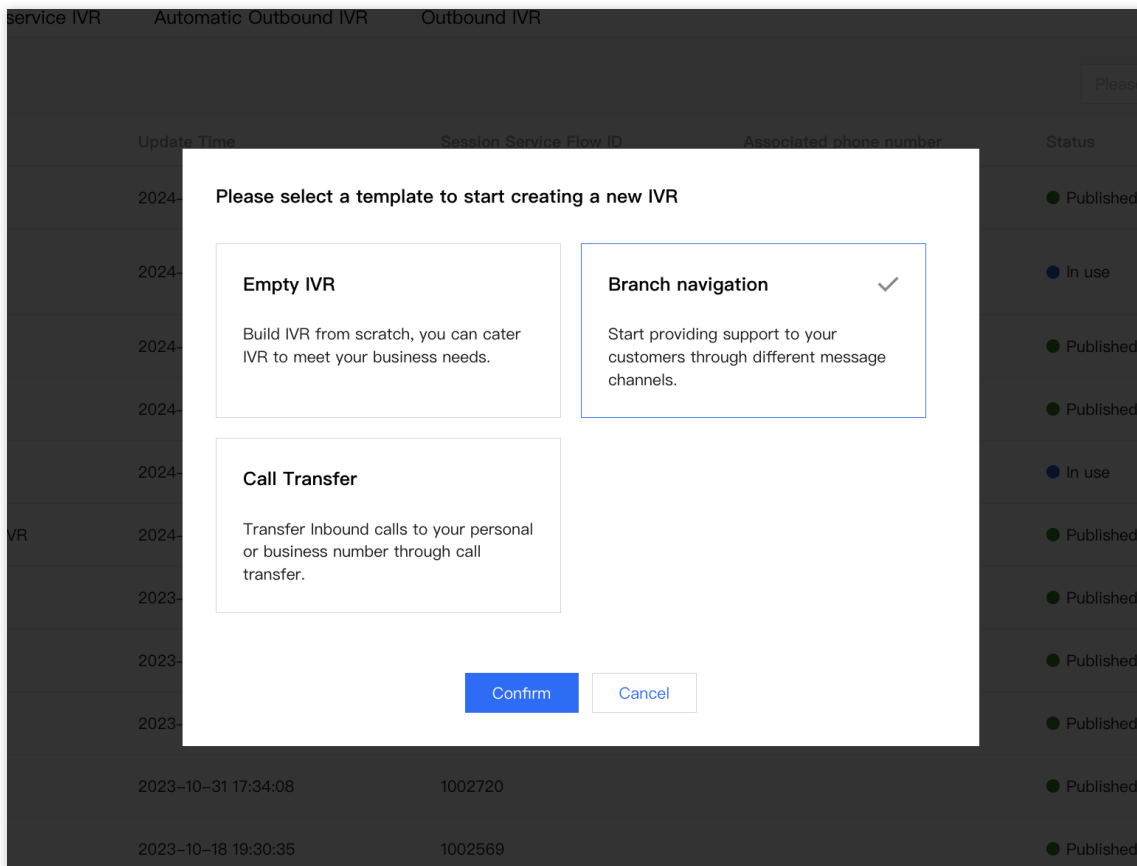 service IVR Automatic Outbound IVR Outbound IVR
Please
Update Time Session Service Flow ID Associated phone number Status
Please select a template to start creating a new IVR
2024- Published
Empty IVR
Branch navigation
2024- In use
Build IVR from scratch, you can cater
IVR to meet your business needs.
Start providing support to your
customers through different message
channels.
2024- Published
2024- Published
Call Transfer
2024- In use
Transfer Inbound calls to your personal
or business number through call
transfer.
VR 2024- Published
2023- Published
2023- Published
Confirm Cancel
2023- Published
2023-10-31 17:34:08 1002720 Published
2023-10-18 19:30:35 1002569 Published